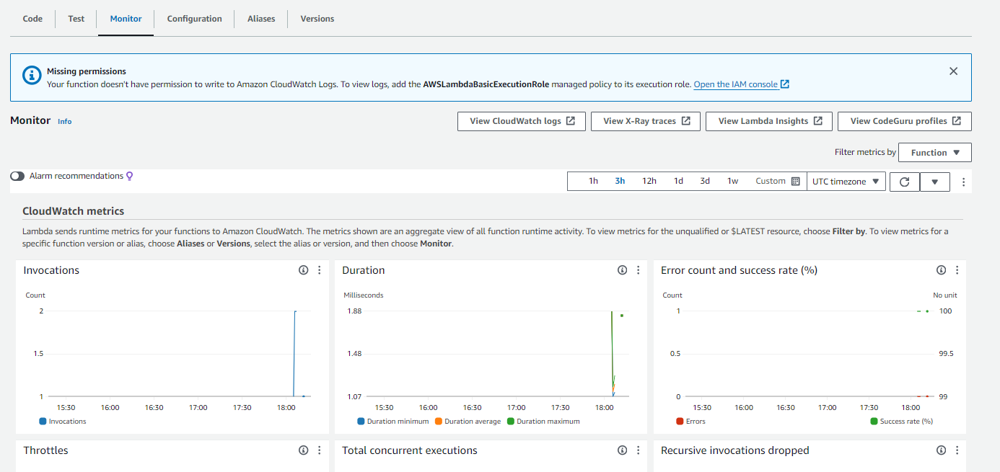 Code Test Monitor Configuration Aliases Versions
Missing permissions
Your function doesn't have permission to write to Amazon CloudWatch Logs. To view logs, add the AWSLambdaBasicExecutionRole managed policy to its execution role. Open the IAM console
Monitor Info View CloudWatch logs View X-Ray traces View Lambda Insights View CodeGuru profiles
Filter metrics by Function
Alarm recommendations 1h 3h 12h 1d 3d 1w Custom UTC timezone
CloudWatch metrics
Lambda sends runtime metrics for your functions to Amazon CloudWatch. The metrics shown are an aggregate view of all function runtime activity. To view metrics for the unqualified or $LATEST resource, choose Filter by. To view metrics for a
specific function version or alias, choose Aliases or Versions, select the alias or version, and then choose Monitor.
Invocations
Count
2
1.5
1
15:30 16:00 16:30 17:00 17:30 18:00
Invocations
Duration
Milliseconds
1.88
1.48
1.07
15:30 16:00 16:30 17:00 17:30 18:00
Duration minimum Duration average Duration maximum
Error count and success rate (%)
Count No unit
1 100
0.5 99.5
0 99
15:30 16:00 16:30 17:00 17:30 18:00
Errors Success rate (%)
Throttles
Total concurrent executions
Recursive invocations dropped